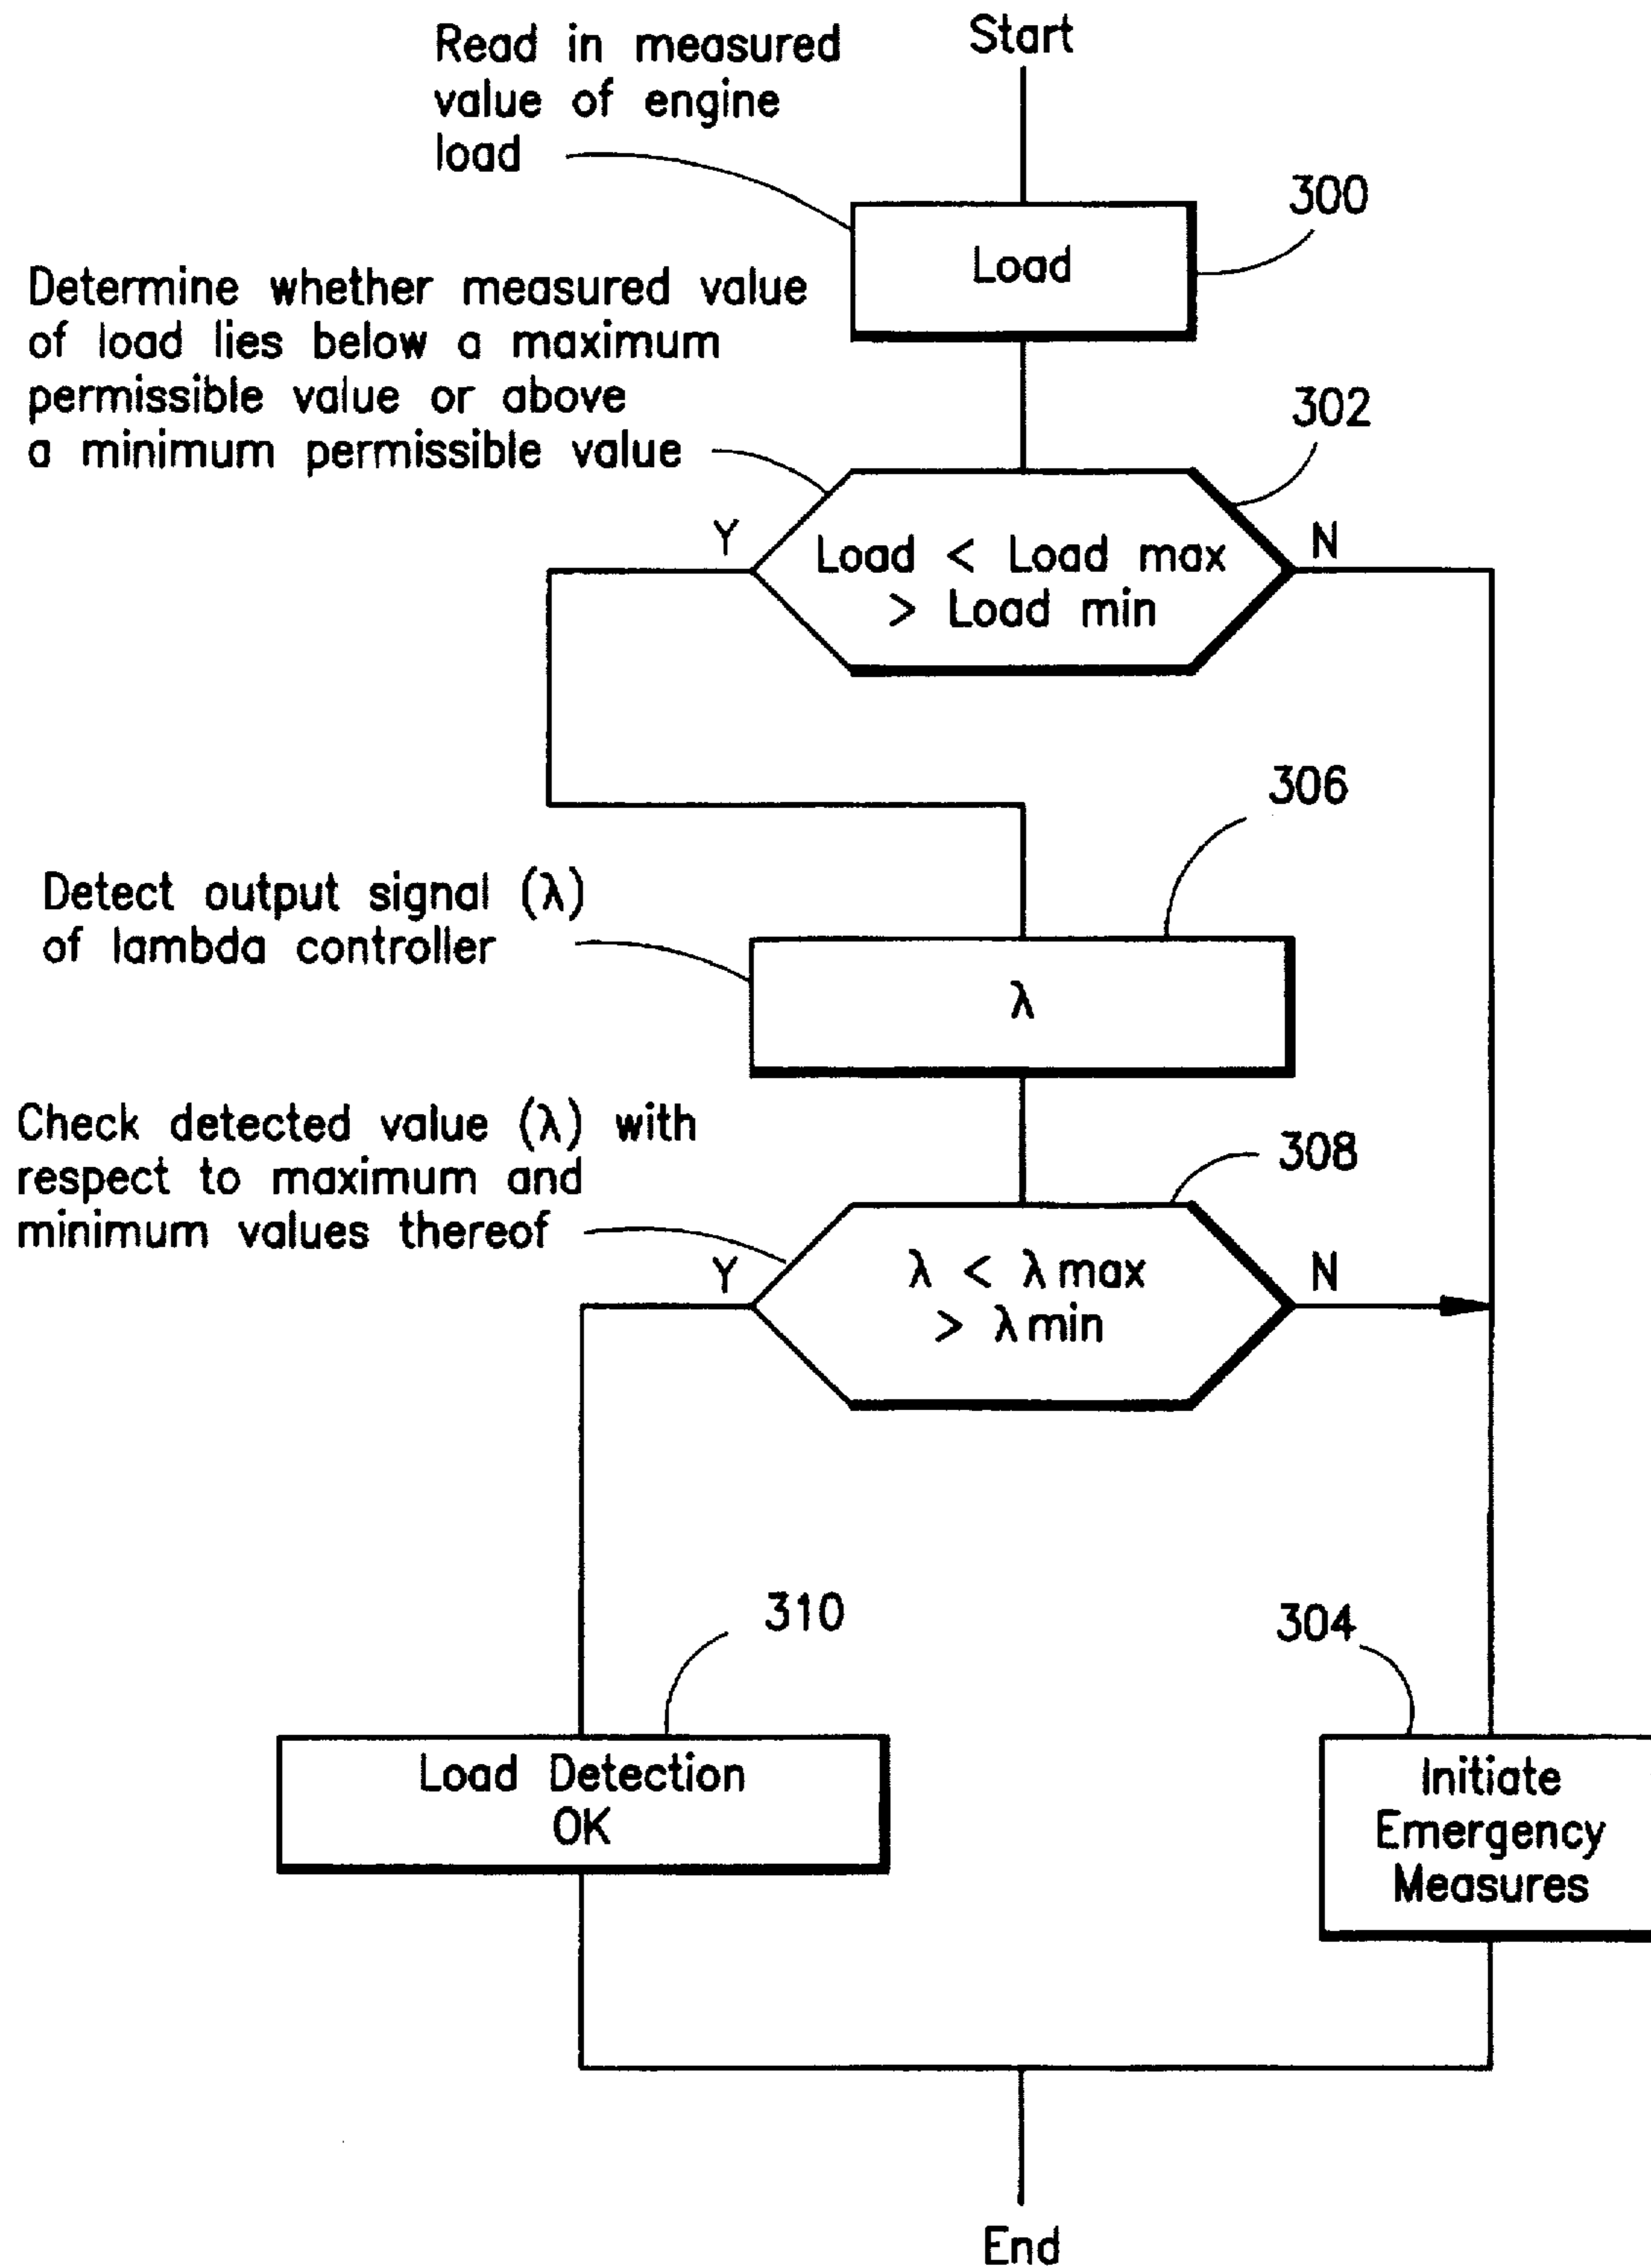 Read in measured
value of engine
load
Start
300
Load
Determine whether measured value
of load lies below a maximum
permissible value or above
a minimum permissible value
302
Y
Load < Load max
> Load min
N
306
Detect output signal (λ)
of lambda controller
λ
Check detected value (λ) with
respect to maximum and
minimum values thereof
308
Y
λ < λ max
> λ min
N
310
304
Load Detection
OK
Initiate
Emergency
Measures
End